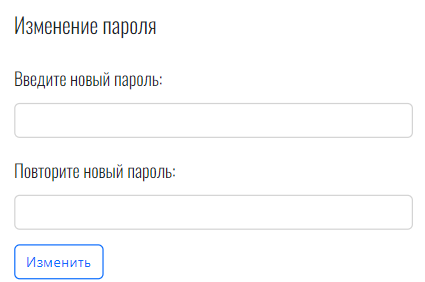 Изменение пароля
Введите новый пароль:
Повторите новый пароль:
Изменить